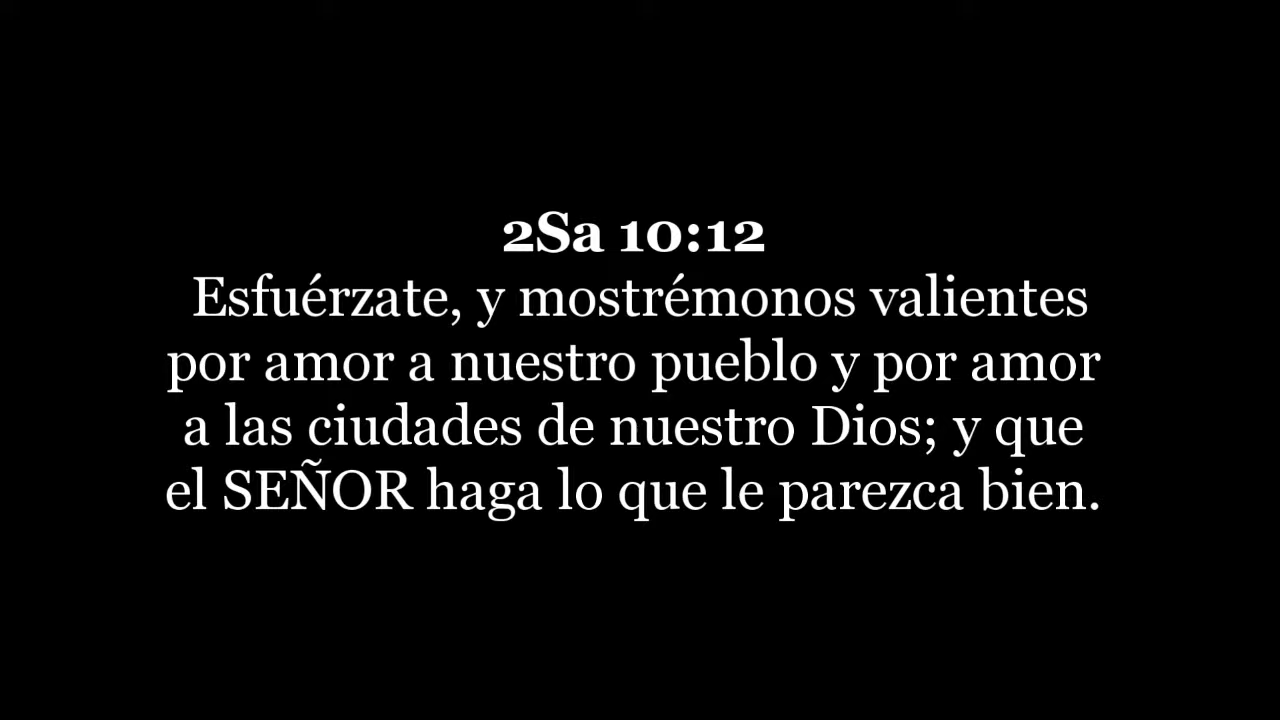 2Sa 10:12
Esfuérzate, y mostrémonos valientes
por amor a nuestro pueblo y por amor
a las ciudades de nuestro Dios; y que
el SEÑOR haga lo que le parezca bien.